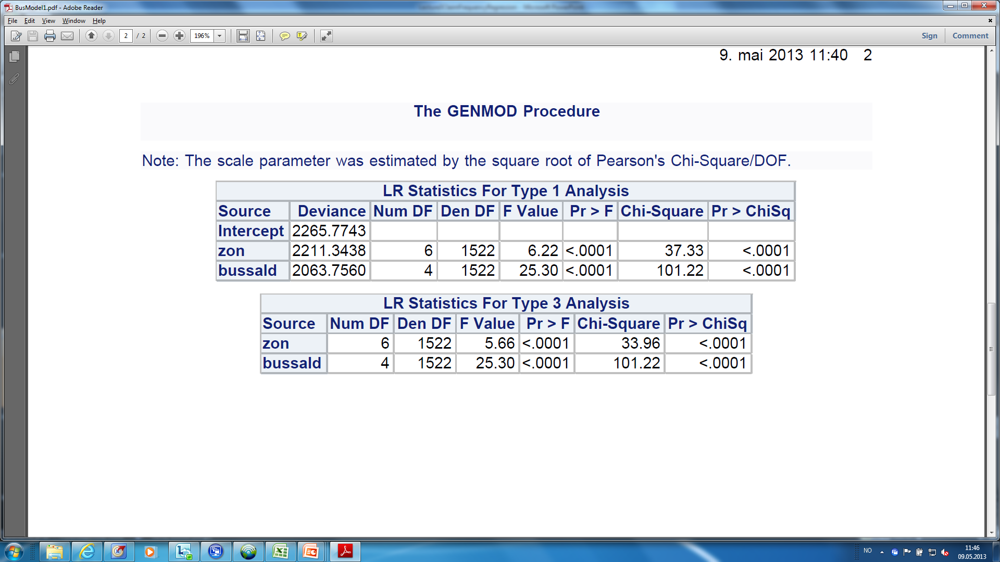 BusModel1.pdf - Adobe Reader
File Edit View Window Help
2 / 2 196% Sign Comment
9. mai 2013 11:40 2
The GENMOD Procedure
Note: The scale parameter was estimated by the square root of Pearson's Chi-Square/DOF.
LR Statistics For Type 1 Analysis
Source Deviance Num DF Den DF F Value Pr > F Chi-Square Pr > ChiSq
Intercept 2265.7743
zon 2211.3438 6 1522 6.22 <.0001 37.33 <.0001
bussald 2063.7560 4 1522 25.30 <.0001 101.22 <.0001
LR Statistics For Type 3 Analysis
Source Num DF Den DF F Value Pr > F Chi-Square Pr > ChiSq
zon 6 1522 5.66 <.0001 33.96 <.0001
bussald 4 1522 25.30 <.0001 101.22 <.0001
NO 11:46
09.05.2013